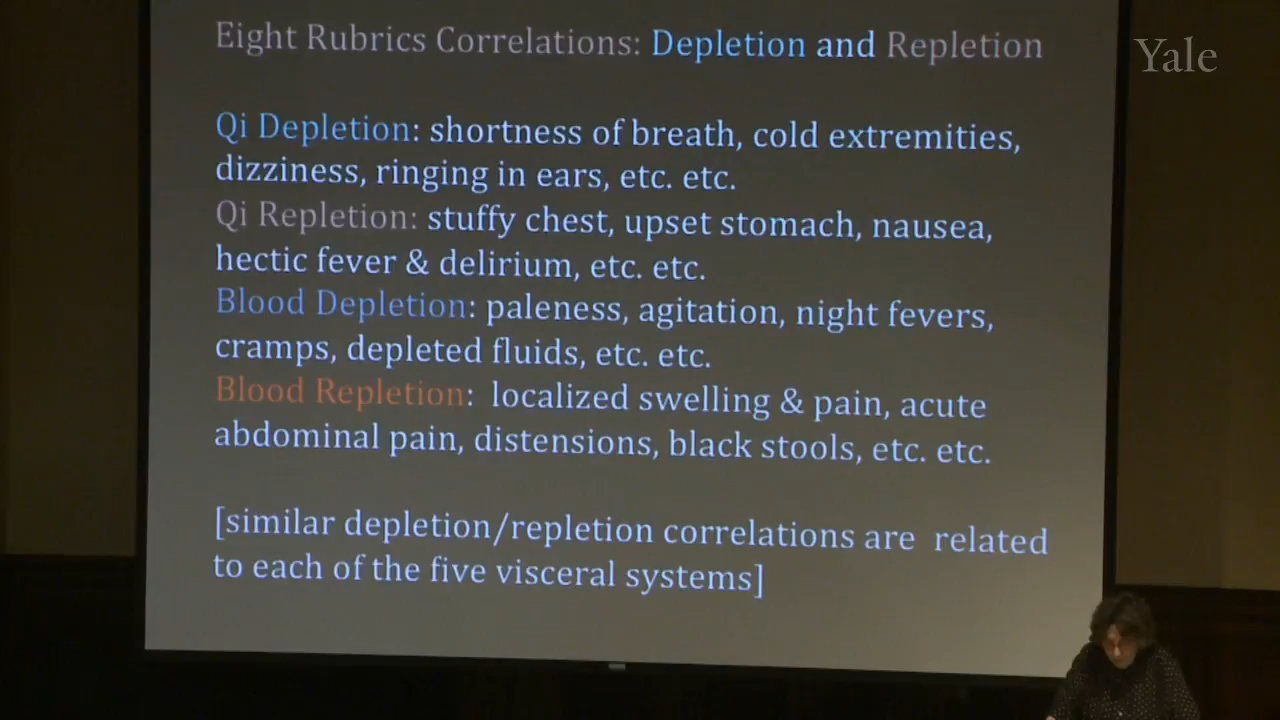 Eight Rubrics Correlations: Depletion and Repletion
Yale
Qi Depletion: shortness of breath, cold extremities,
dizziness, ringing in ears, etc. etc.
Qi Repletion: stuffy chest, upset stomach, nausea,
hectic fever & delirium, etc. etc.
Blood Depletion: paleness, agitation, night fevers,
cramps, depleted fluids, etc. etc.
Blood Repletion: localized swelling & pain, acute
abdominal pain, distensions, black stools, etc. etc.
[similar depletion/repletion correlations are related
to each of the five visceral systems]